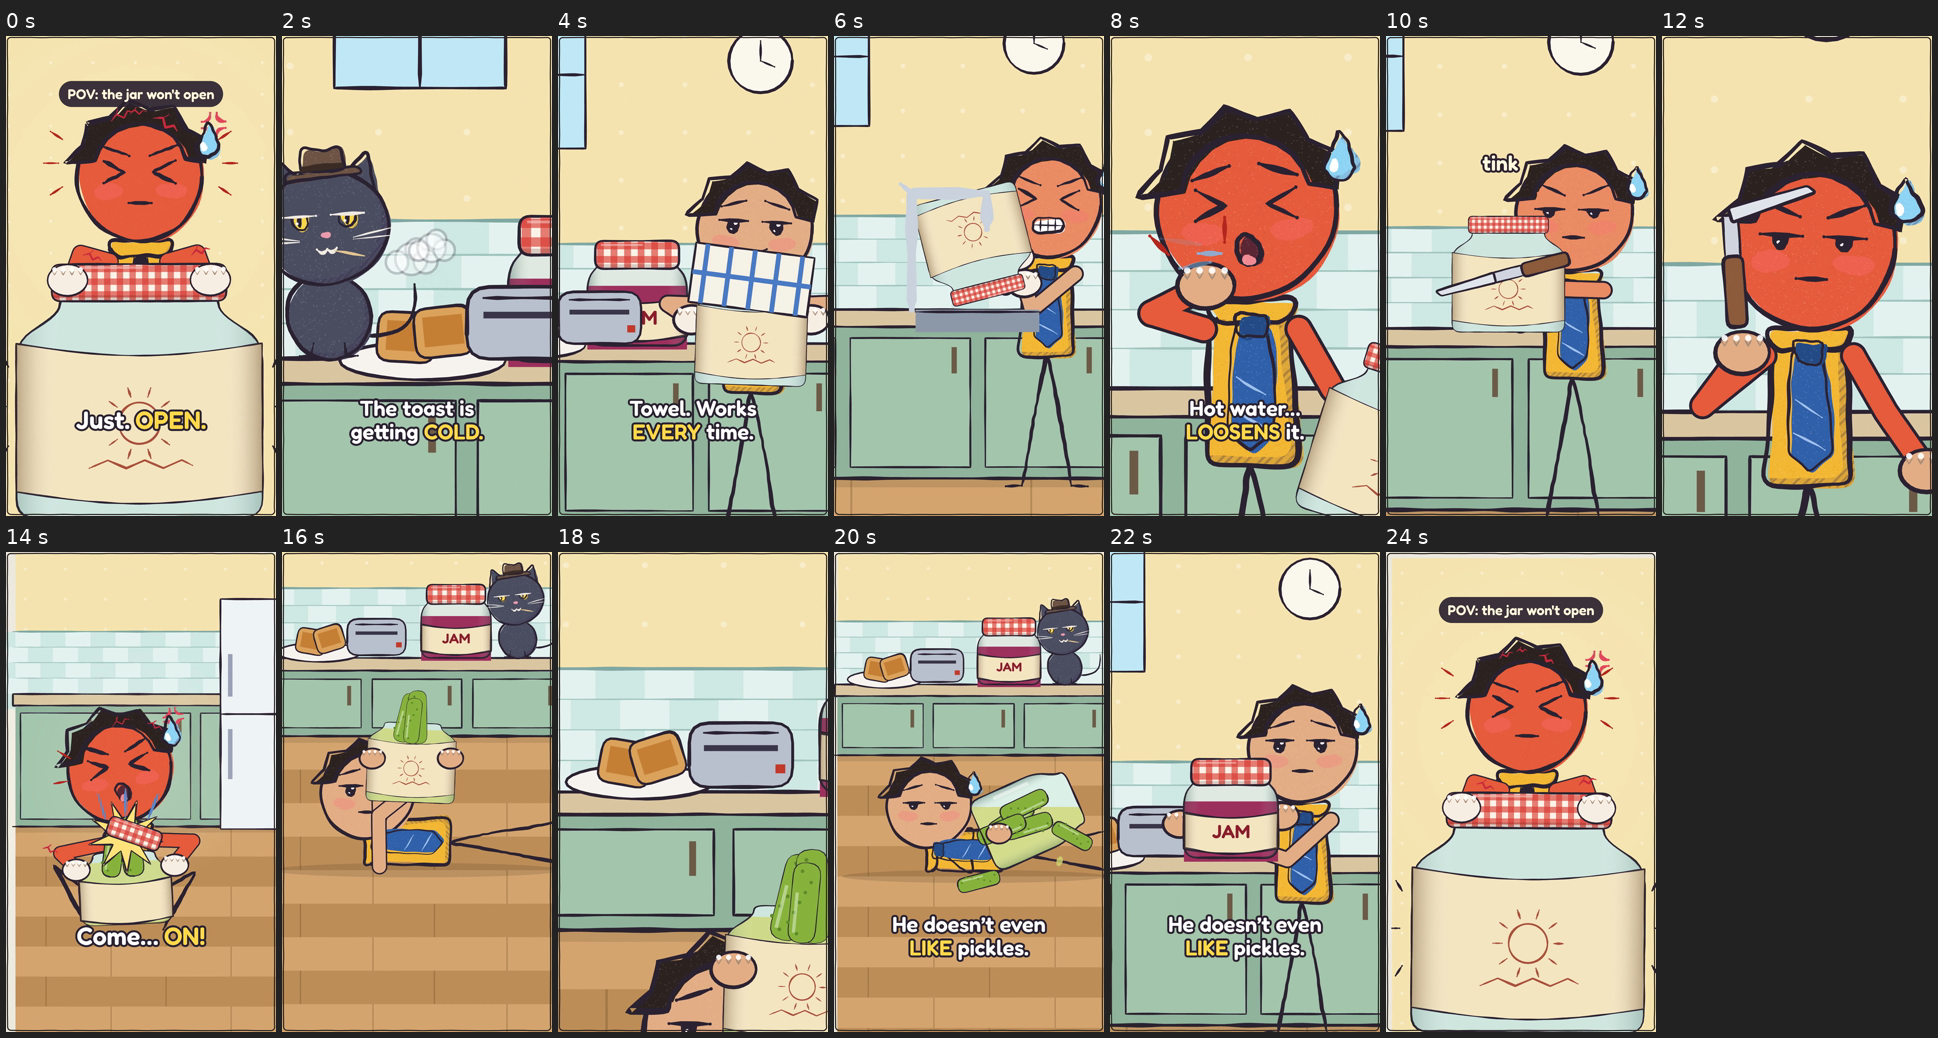 0 s
2 s
4 s
6 s
8 s
10 s
12 s
POV: the jar won't open
Just. OPEN.
The toast is
getting COLD.
M
Towel. Works
EVERY time.
Hot water...
LOOSENS it.
tink
14 s
16 s
18 s
20 s
22 s
24 s
Come... ON!
JAM
JAM
He doesn't even
LIKE pickles.
JAM
He doesn't even
LIKE pickles.
POV: the jar won't open